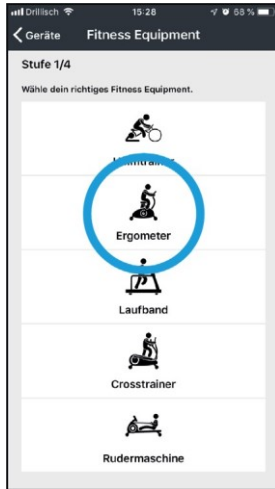 Drillisch 15:28 68 %
Geräte Fitness Equipment
Stufe 1/4
Wähle dein richtiges Fitness Equipment.
Ergometer
Laufband
Crosstrainer
Rudermaschine